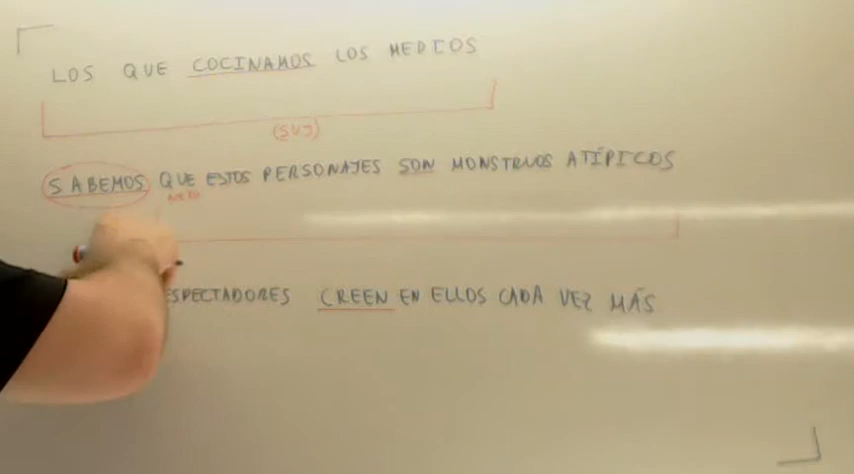 LOS QUE COCINAMOS LOS MEDIOS
(SUJ)
SABEMOS QUE ESTOS PERSONAJES SON MONSTRUOS ATÍPICOS
NEXO
ESPECTADORES CREEN EN ELLOS CADA VEZ MÁS